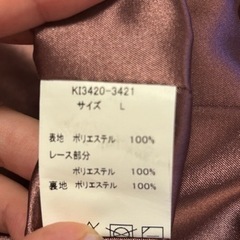 KI3420-3421
サイズ L
表地 ポリエステル 100%
レース部分
ポリエステル 100%
裏地 ポリエステル 100%